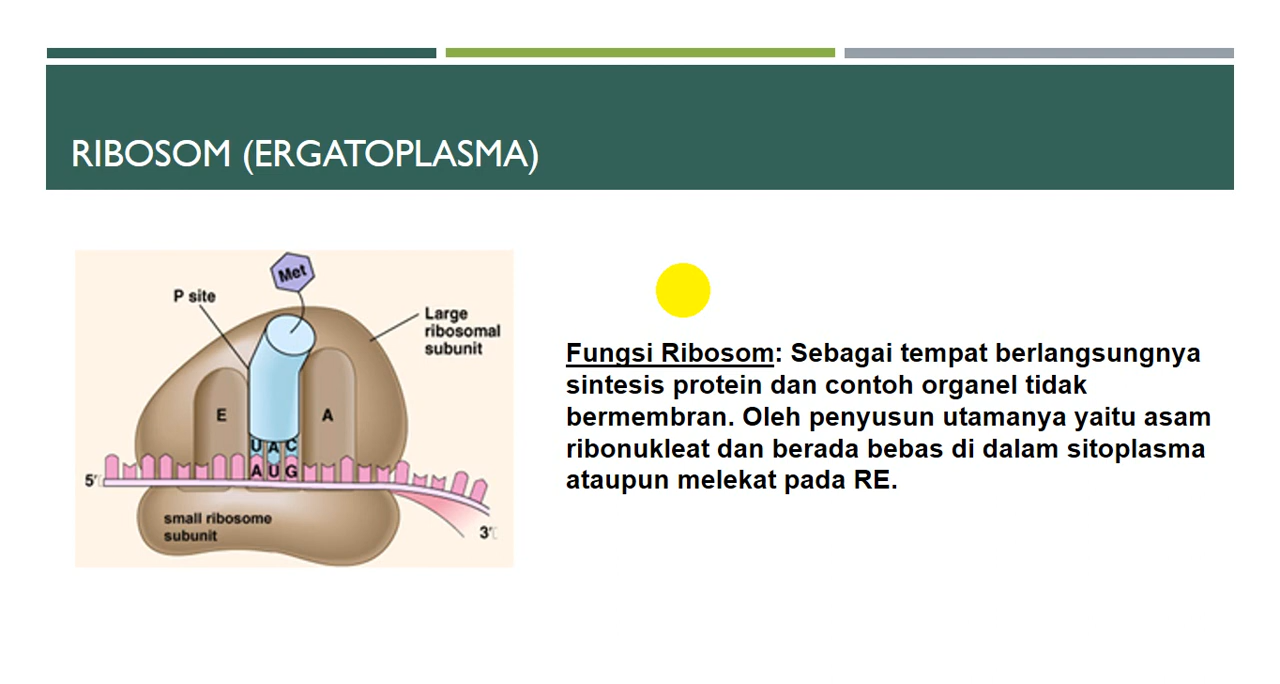 RIBOSOM (ERGATOPLASMA)
Met
P site
Large
ribosomal
subunit
E
A
U A C
A U G
5'
small ribosome
subunit
3'
Fungsi Ribosom: Sebagai tempat berlangsungnya
sintesis protein dan contoh organel tidak
bermembran. Oleh penyusun utamanya yaitu asam
ribonukleat dan berada bebas di dalam sitoplasma
ataupun melekat pada RE.